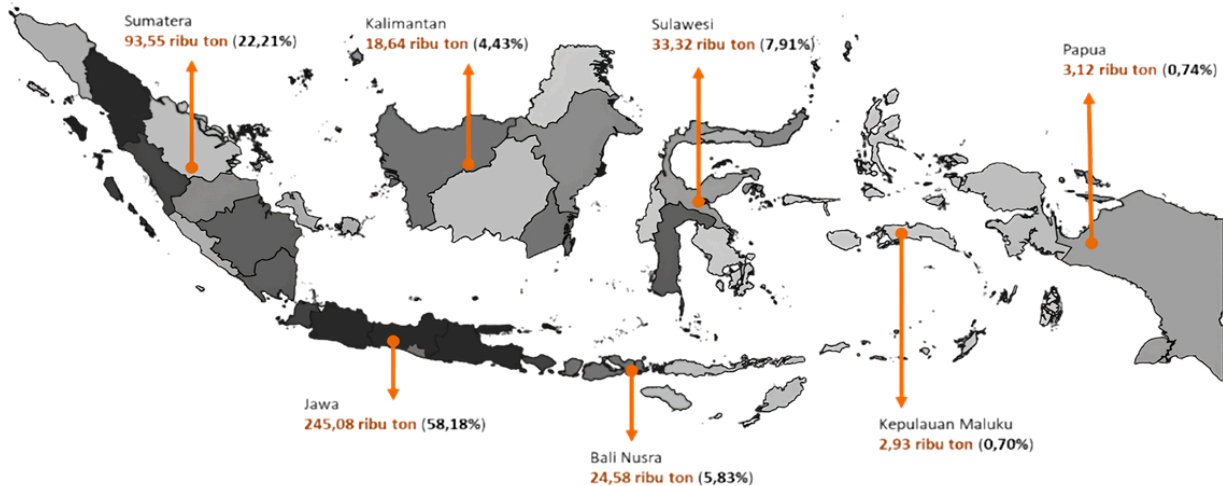 Sumatera
93,55 ribu ton (22,21%)
Kalimantan
18,64 ribu ton (4,43%)
Sulawesi
33,32 ribu ton (7,91%)
Papua
3,12 ribu ton (0,74%)
Jawa
245,08 ribu ton (58,18%)
Bali Nusra
24,58 ribu ton (5,83%)
Kepulauan Maluku
2,93 ribu ton (0,70%)